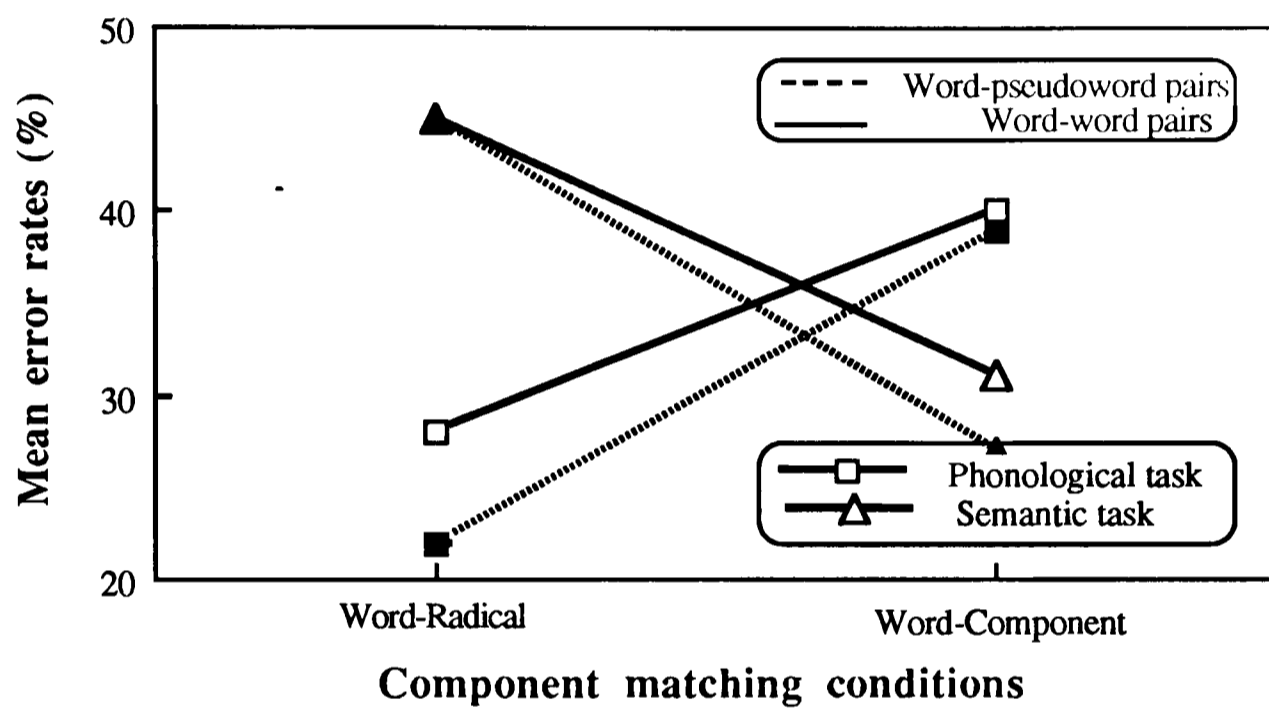 50
Word-pseudoword pairs
Word-word pairs
40
30
20
Mean error rates (%)
Phonological task
Semantic task
Word-Radical
Word-Component
Component matching conditions